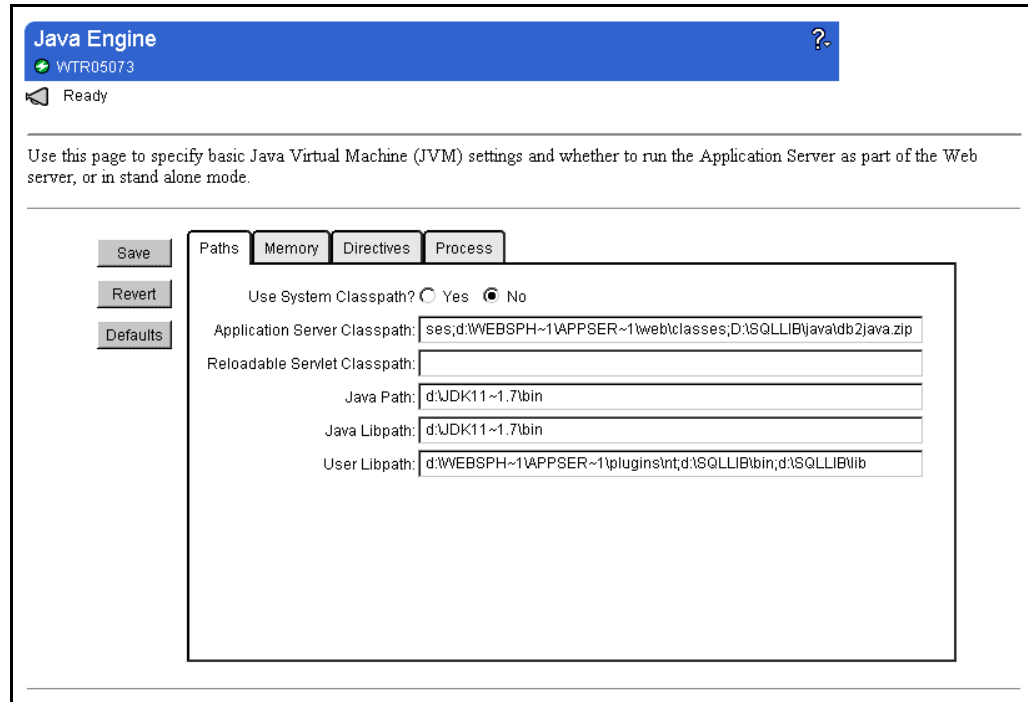 Java Engine
?
WTR05073
Ready
Use this page to specify basic Java Virtual Machine (JVM) settings and whether to run the Application Server as part of the Web
server, or in stand alone mode.
Save
Revert
Defaults
Paths Memory Directives Process
Use System Classpath? Yes No
Application Server Classpath: ses;d:\WEBSPH~1\APPSER~1\web\classes;D:\SQLLIB\java\db2java.zip
Reloadable Servlet Classpath:
Java Path: d:\JDK11~1.7\bin
Java Libpath: d:\JDK11~1.7\bin
User Libpath: d:\WEBSPH~1\APPSER~1\plugins\nt;d:\SQLLIB\bin;d:\SQLLIB\lib